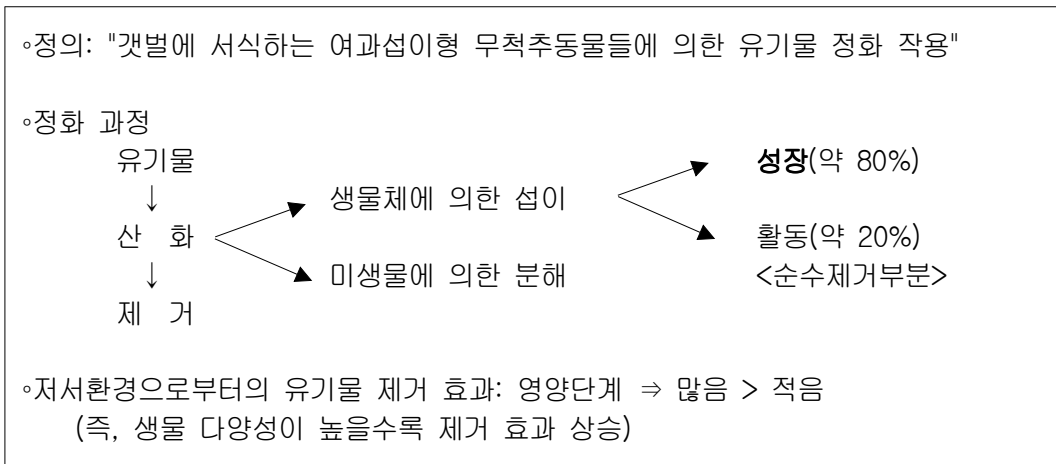 ◦정의: "갯벌에 서식하는 여과섭이형 무척추동물들에 의한 유기물 정화 작용"
◦정화 과정
유기물
성장(약 80%)
↓
생물체에 의한 섭이
산 화
활동(약 20%)
↓
미생물에 의한 분해
<순수제거부분>
제 거
◦저서환경으로부터의 유기물 제거 효과: 영양단계 ⇒ 많음 > 적음
(즉, 생물 다양성이 높을수록 제거 효과 상승)